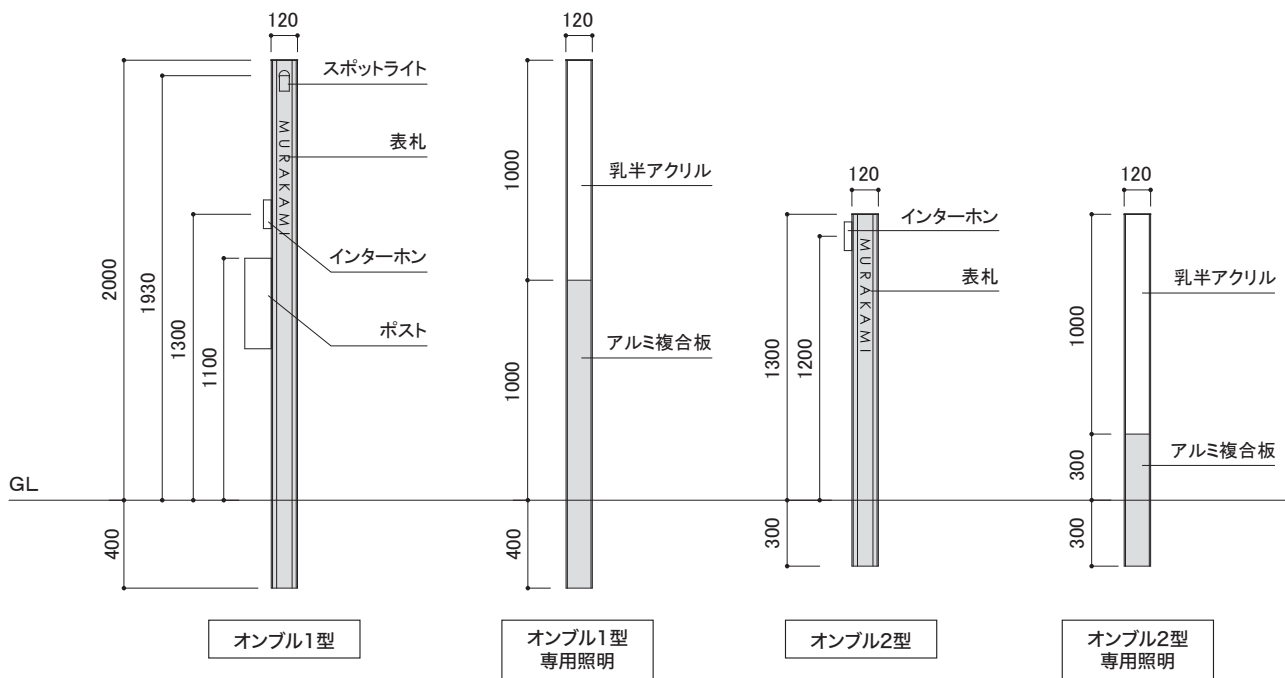 120
スポットライト
MURAKAMI
表札
インターホン
ポスト
2000
1930
1300
1100
400
オンブル1型
120
1000
乳半アクリル
1000
アルミ複合板
400
オンブル1型
専用照明
120
インターホン
MURAKAMI
表札
1300
1200
300
オンブル2型
120
1000
乳半アクリル
300
アルミ複合板
300
オンブル2型
専用照明
GL